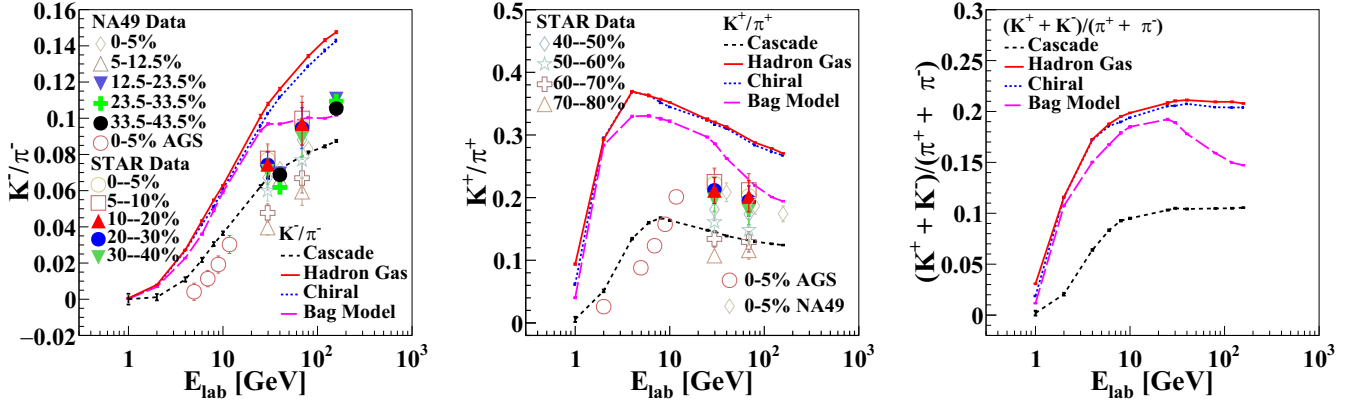 K⁻/π⁻
0.16
0.14
0.12
0.1
0.08
0.06
0.04
0.02
0
−0.02
NA49 Data
0-5%
5-12.5%
12.5-23.5%
23.5-33.5%
33.5-43.5%
0-5% AGS
STAR Data
0--5%
5--10%
10--20%
20--30%
30--40%
K⁻/π⁻
Cascade
Hadron Gas
Chiral
Bag Model
1 10 10² 10³
E_lab [GeV]
K⁺/π⁺
0.4
0.2
0
STAR Data
40--50%
50--60%
60--70%
70--80%
K⁺/π⁺
Cascade
Hadron Gas
Chiral
Bag Model
0-5% AGS
0-5% NA49
1 10 10² 10³
E_lab [GeV]
(K⁺ + K⁻)/(π⁺ + π⁻)
0.3
0.25
0.2
0.15
0.1
0.05
0
(K⁺ + K⁻)/(π⁺ + π⁻)
Cascade
Hadron Gas
Chiral
Bag Model
1 10 10² 10³
E_lab [GeV]